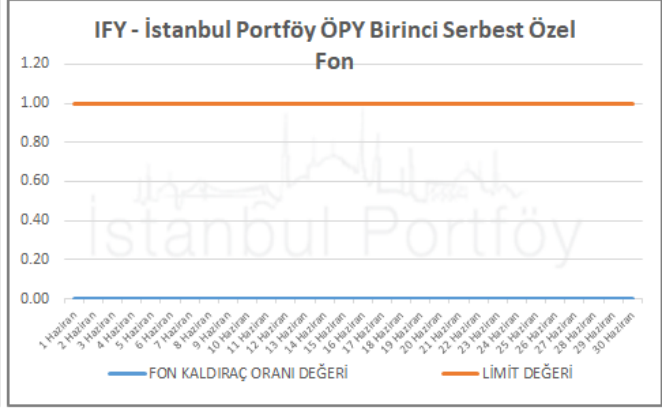 IFY - İstanbul Portföy ÖPY Birinci Serbest Özel
Fon
1.20
1.00
0.80
0.60
0.40
0.20
0.00
İstanbul Portföy
1 Haziran
2 Haziran
3 Haziran
4 Haziran
5 Haziran
6 Haziran
7 Haziran
8 Haziran
9 Haziran
10 Haziran
11 Haziran
12 Haziran
13 Haziran
14 Haziran
15 Haziran
16 Haziran
17 Haziran
18 Haziran
19 Haziran
20 Haziran
21 Haziran
22 Haziran
23 Haziran
24 Haziran
25 Haziran
26 Haziran
27 Haziran
28 Haziran
29 Haziran
30 Haziran
FON KALDIRAÇ ORANI DEĞERİ
LİMİT DEĞERİ